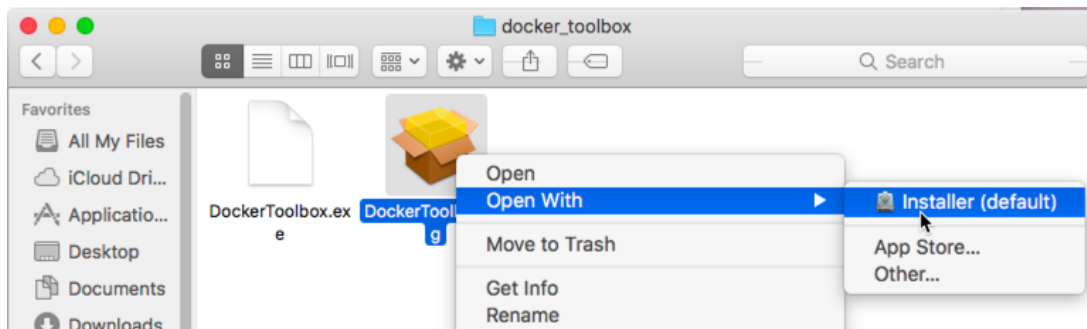 docker_toolbox
Search
Favorites
All My Files
iCloud Dri...
Applicatio...
Desktop
Documents
Downloads
DockerToolbox.ex
e
DockerTool
g
Open
Open With
Move to Trash
Get Info
Rename
Installer (default)
App Store...
Other...